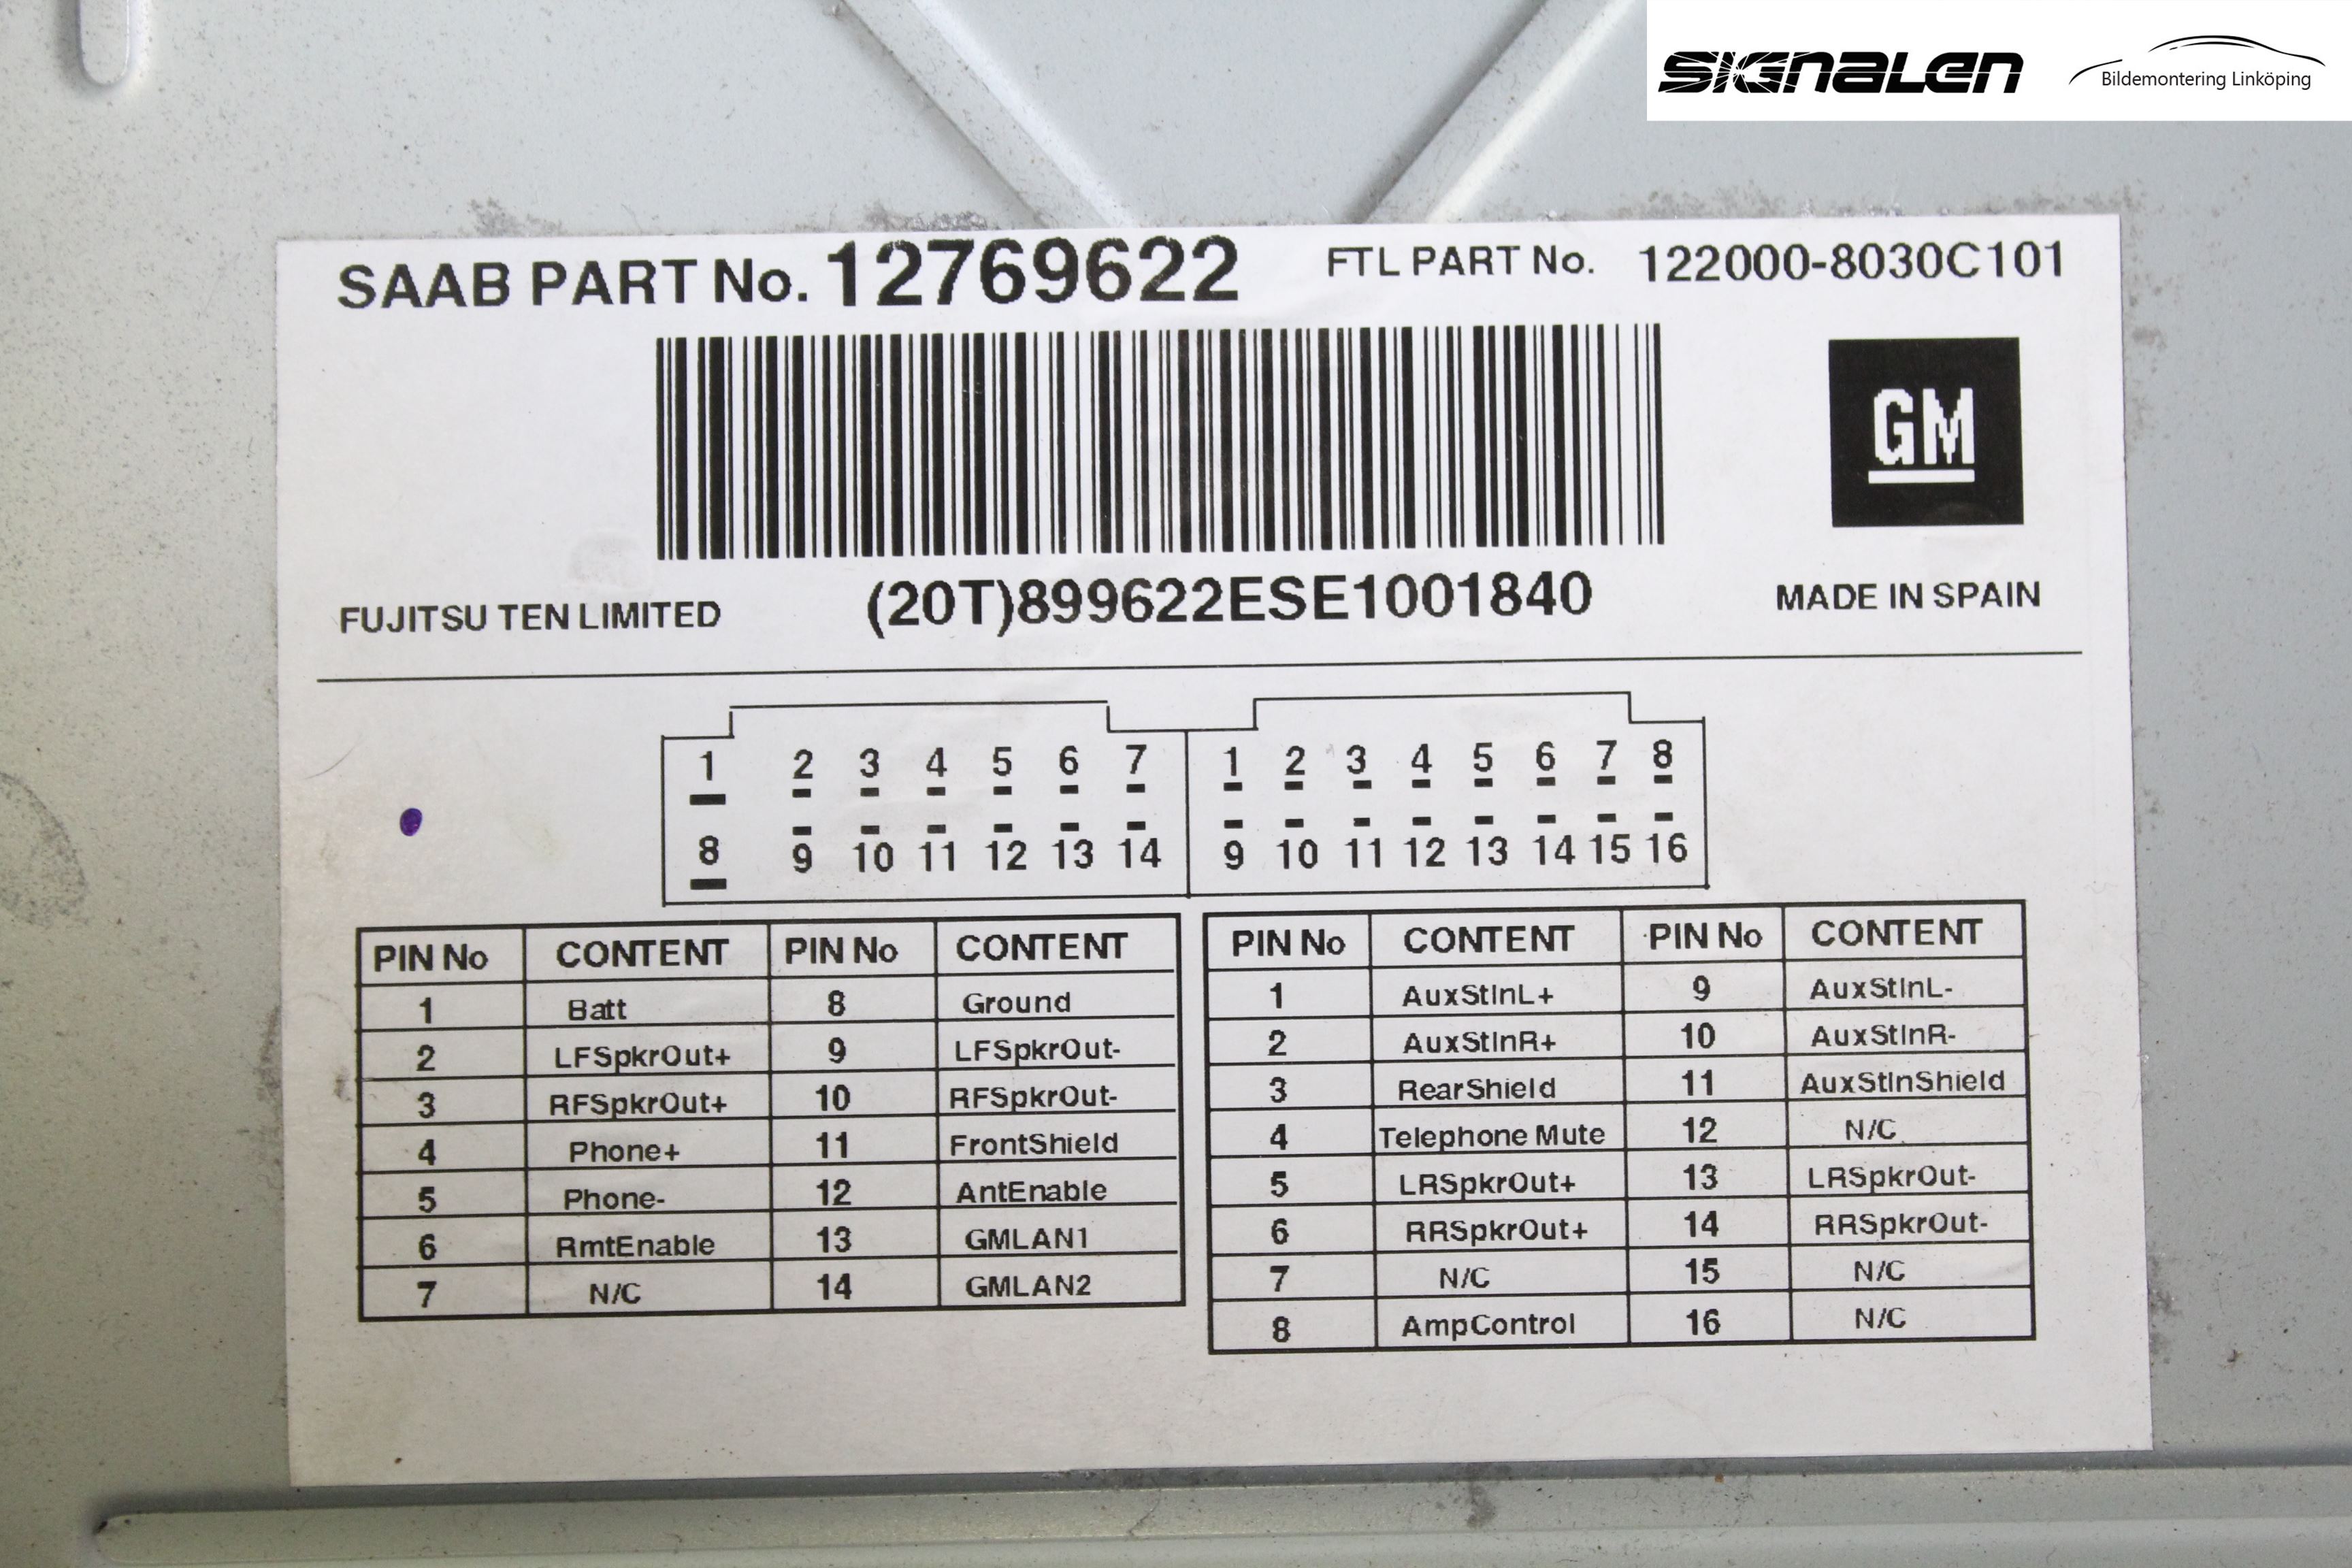 SIGNALEN
Bildemontering Linköping
SAAB PART No. 12769622 FTL PART No. 122000-8030C101
GM
FUJITSU TEN LIMITED (20T)899622ESE1001840 MADE IN SPAIN
1 2 3 4 5 6 7 1 2 3 4 5 6 7 8
8 9 10 11 12 13 14 9 10 11 12 13 14 15 16
PIN No CONTENT PIN No CONTENT
1 Batt 8 Ground
2 LFSpkrOut+ 9 LFSpkrOut-
3 RFSpkrOut+ 10 RFSpkrOut-
4 Phone+ 11 FrontShield
5 Phone- 12 AntEnable
6 RmtEnable 13 GMLAN1
7 N/C 14 GMLAN2
PIN No CONTENT PIN No CONTENT
1 AuxStInL+ 9 AuxStInL-
2 AuxStInR+ 10 AuxStInR-
3 RearShield 11 AuxStInShield
4 Telephone Mute 12 N/C
5 LRSpkrOut+ 13 LRSpkrOut-
6 RRSpkrOut+ 14 RRSpkrOut-
7 N/C 15 N/C
8 AmpControl 16 N/C